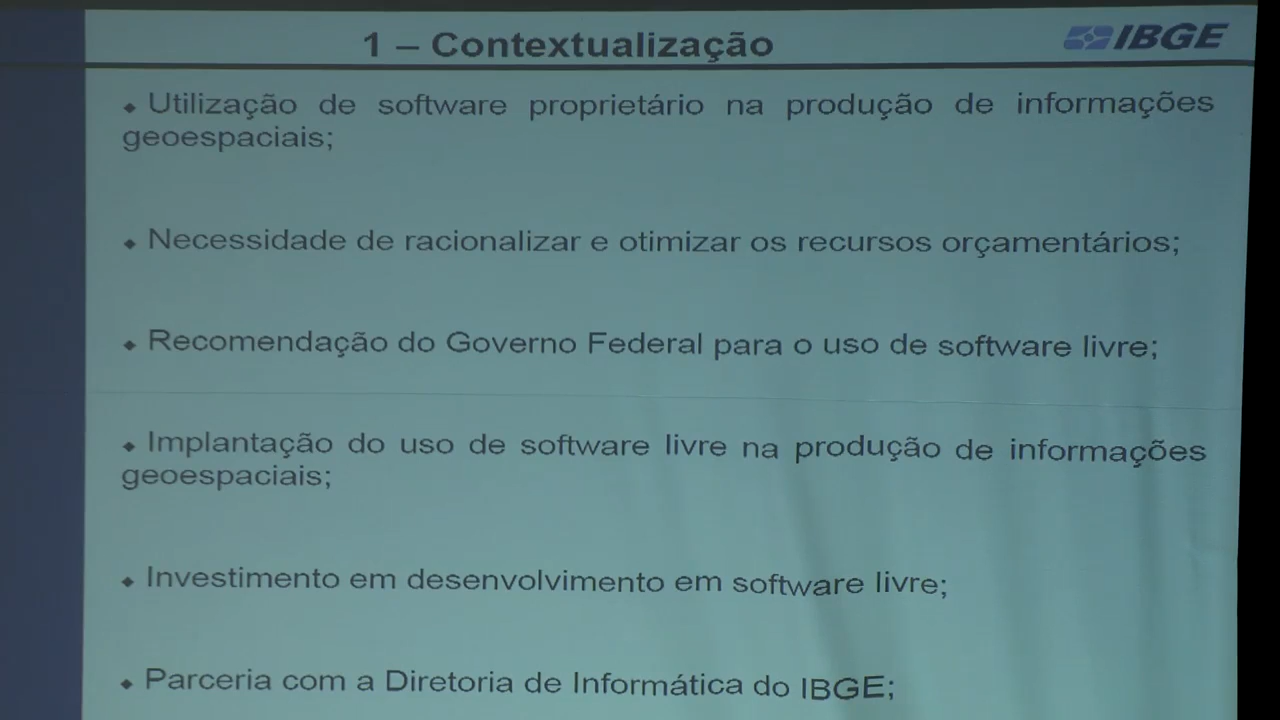 1 – Contextualização
IBGE
◆ Utilização de software proprietário na produção de informações
geoespaciais;
◆ Necessidade de racionalizar e otimizar os recursos orçamentários;
◆ Recomendação do Governo Federal para o uso de software livre;
◆ Implantação do uso de software livre na produção de informações
geoespaciais;
◆ Investimento em desenvolvimento em software livre;
◆ Parceria com a Diretoria de Informática do IBGE;